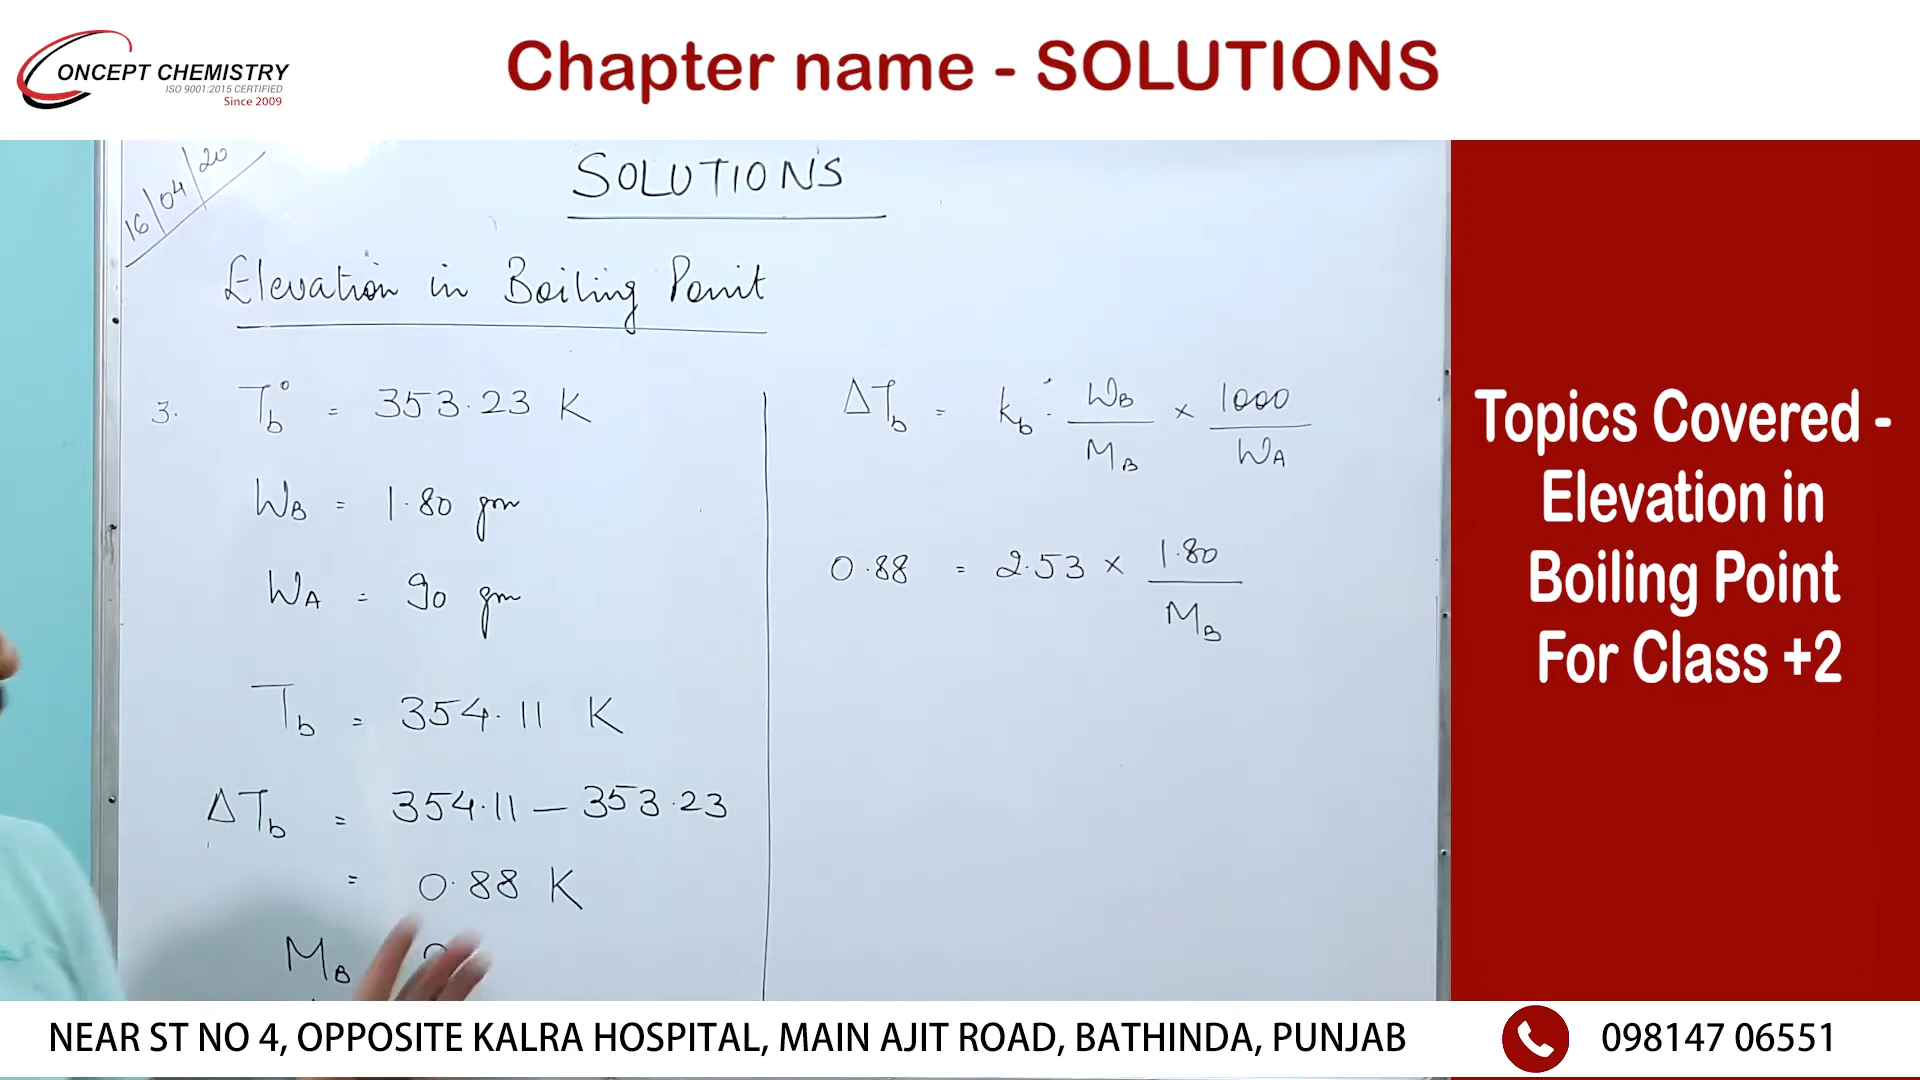 ONCEPT CHEMISTRY
ISO 9001:2015 CERTIFIED
Since 2009
Chapter name - SOLUTIONS
16/04/20
SOLUTIONS
Elevation in Boiling Point
3. T°b = 353.23 K
WB = 1.80 gm
WA = 90 gm
Tb = 354.11 K
ΔTb = 354.11 — 353.23
= 0.88 K
MB
ΔTb = kb · WB/MB × 1000/WA
0.88 = 2.53 × 1.80/MB
Topics Covered -
Elevation in
Boiling Point
For Class +2
NEAR ST NO 4, OPPOSITE KALRA HOSPITAL, MAIN AJIT ROAD, BATHINDA, PUNJAB
098147 06551